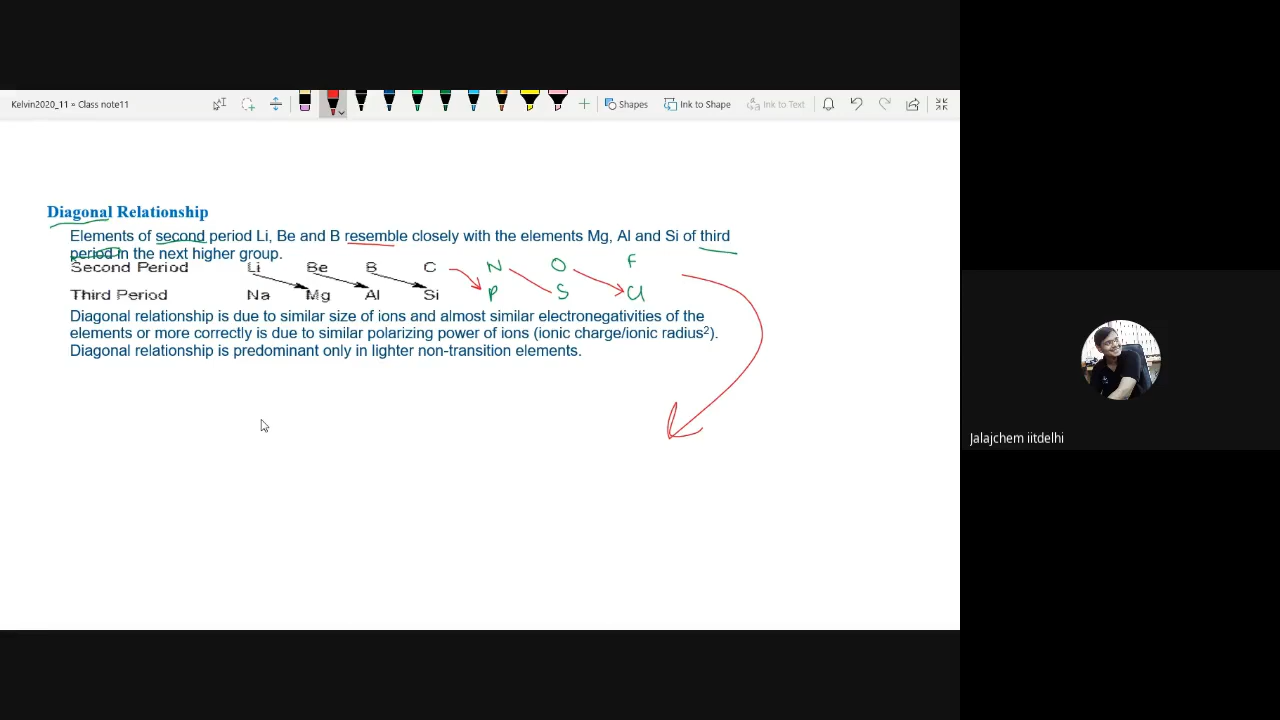 Kelvin2020_11 » Class note11
Shapes
Ink to Shape
Ink to Text
Diagonal Relationship
Elements of second period Li, Be and B resemble closely with the elements Mg, Al and Si of third
period in the next higher group.
Second Period Li Be B C N O F
Third Period Na Mg Al Si P S Cl
Diagonal relationship is due to similar size of ions and almost similar electronegativities of the
elements or more correctly is due to similar polarizing power of ions (ionic charge/ionic radius²).
Diagonal relationship is predominant only in lighter non-transition elements.
Jalajchem iitdelhi